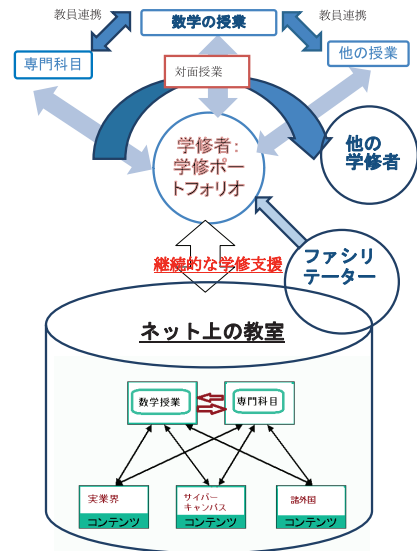 教員連携
数学の授業
教員連携
専門科目
対面授業
他の授業
学修者:
学修ポー
トフォリオ
他の
学修者
継続的な学修支援
ファシリ
テーター
ネット上の教室
数学授業
専門科目
実業界
コンテンツ
サイバー
キャンパス
コンテンツ
諸外国
コンテンツ